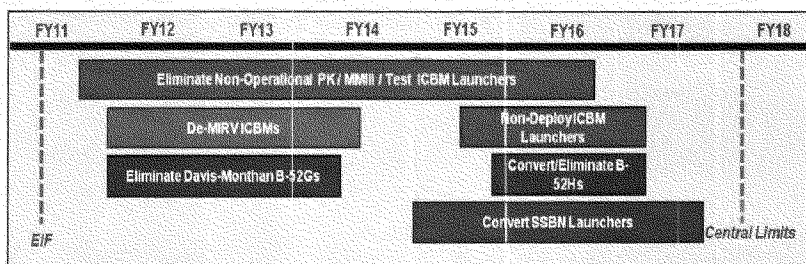 FY11 FY12 FY13 FY14 FY15 FY16 FY17 FY18
Eliminate Non-Operational PK / MMIII / Test ICBM Launchers
De-MIRV ICBMs
Non-Deploy ICBM
Launchers
Eliminate Davis-Monthan B-52Gs
Convert/Eliminate B-
52Hs
Convert SSBN Launchers
EIF
Central Limits